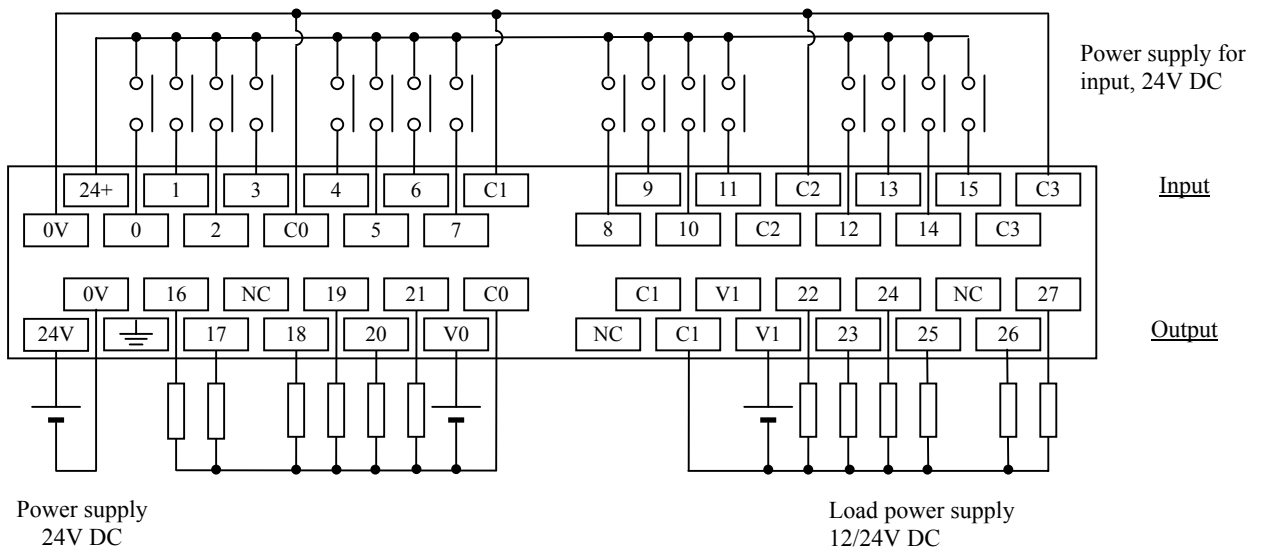 Power supply for
input, 24V DC
24+ 1 3 4 6 C1 9 11 C2 13 15 C3
Input
0V 0 2 C0 5 7 8 10 C2 12 14 C3
0V 16 NC 19 21 C0 C1 V1 22 24 NC 27
24V 17 18 20 V0 NC C1 V1 23 25 26
Output
Power supply
24V DC
Load power supply
12/24V DC